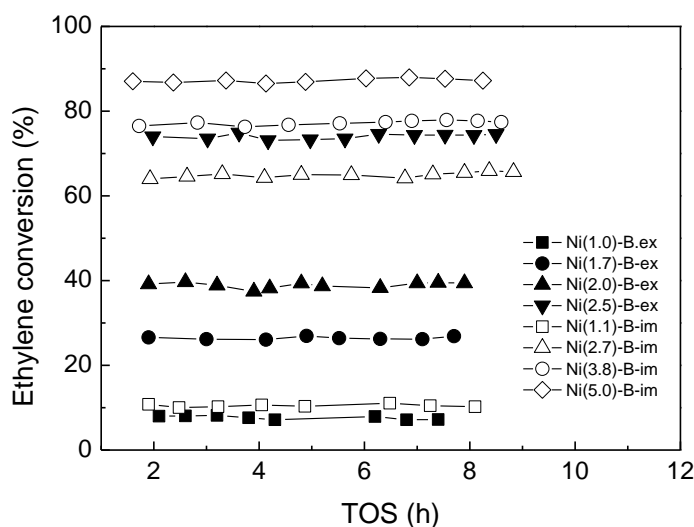 100
80
60
40
20
0
Ethylene conversion (%)
Ni(1.0)-B.ex
Ni(1.7)-B-ex
Ni(2.0)-B-ex
Ni(2.5)-B-ex
Ni(1.1)-B-im
Ni(2.7)-B-im
Ni(3.8)-B-im
Ni(5.0)-B-im
2 4 6 8 10 12
TOS (h)